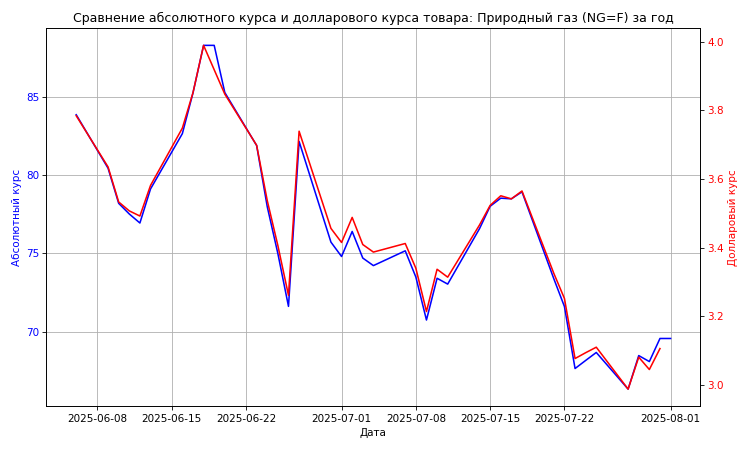 Сравнение абсолютного курса и долларового курса товара: Природный газ (NG=F) за год
Абсолютный курс
85
80
75
70
4.0
3.8
3.6
3.4
3.2
3.0
Долларовый курс
2025-06-08 2025-06-15 2025-06-22 2025-07-01 2025-07-08 2025-07-15 2025-07-22 2025-08-01
Дата